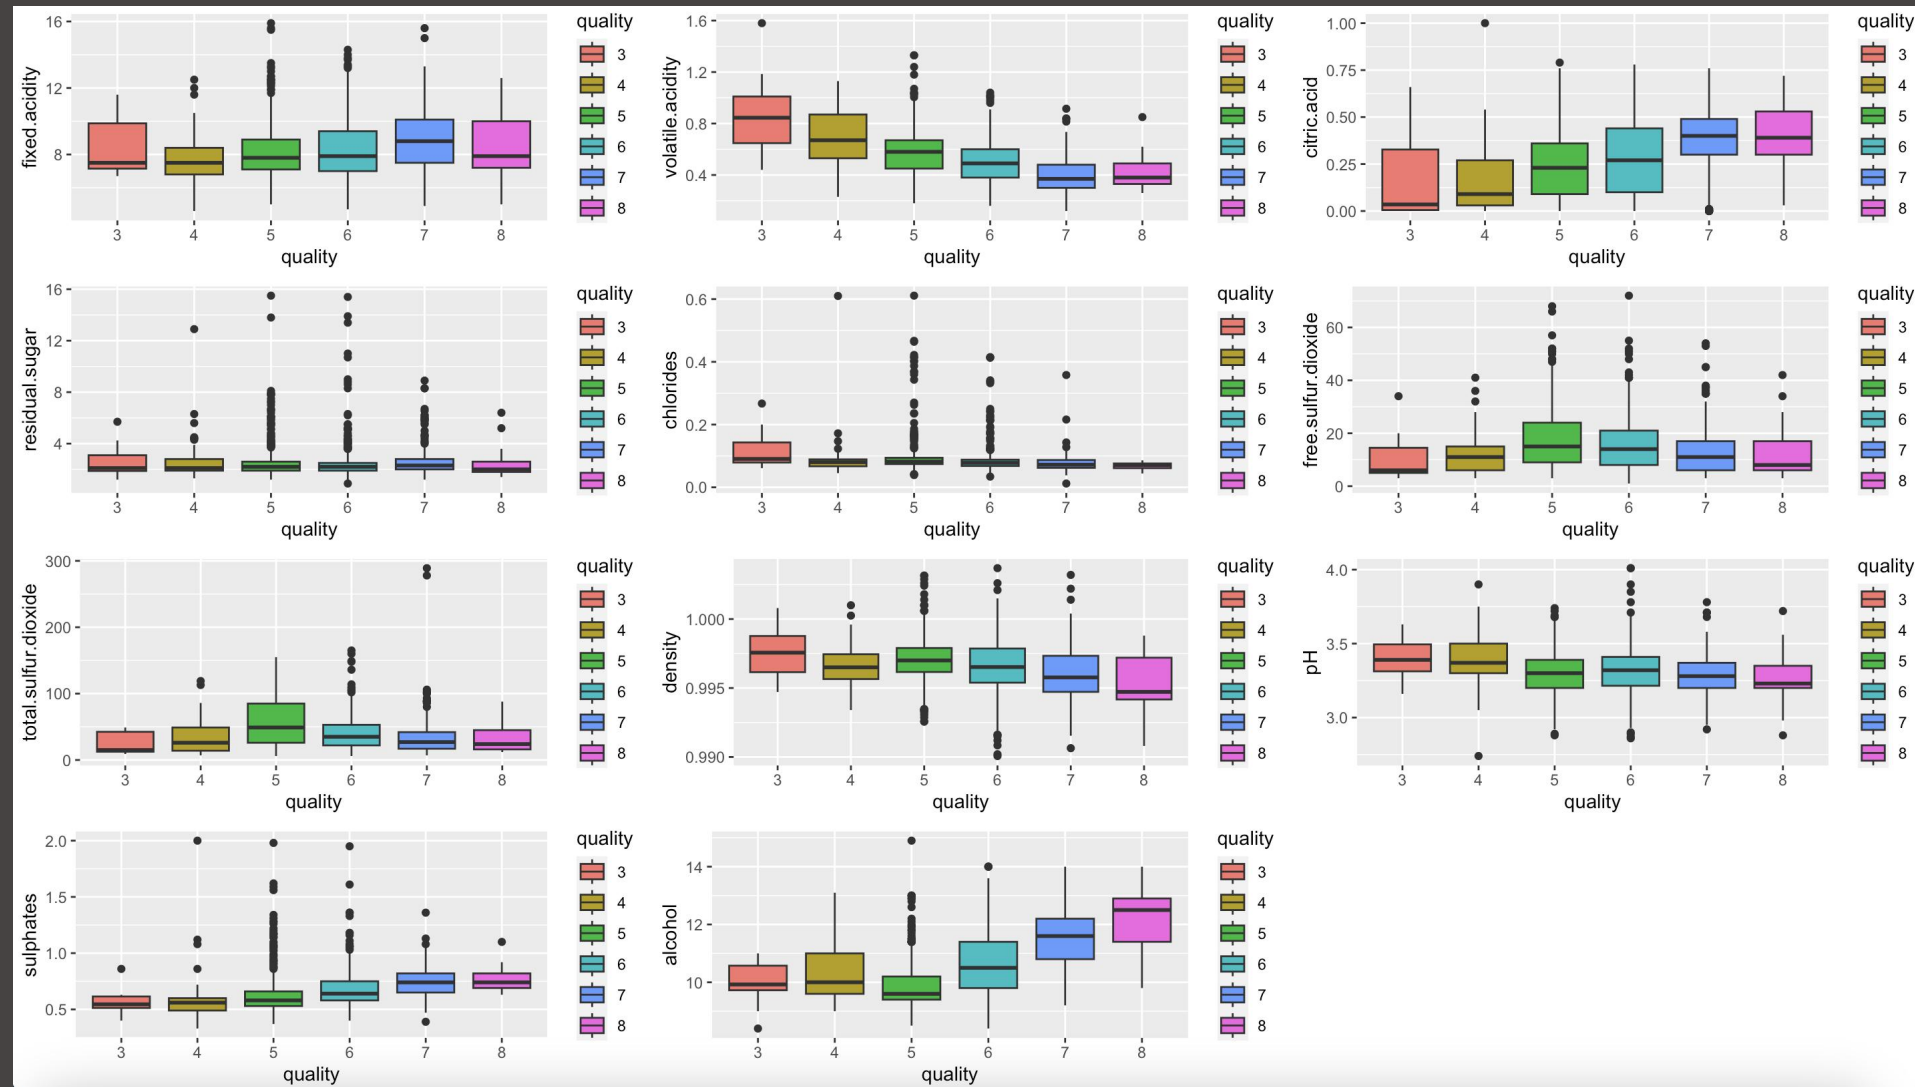 fixed.acidity
16
12
8
3 4 5 6 7 8
quality
quality
3
4
5
6
7
8
volatile.acidity
1.6
1.2
0.8
0.4
3 4 5 6 7 8
quality
quality
3
4
5
6
7
8
citric.acid
1.00
0.75
0.50
0.25
0.00
3 4 5 6 7 8
quality
quality
3
4
5
6
7
8
residual.sugar
16
12
8
4
3 4 5 6 7 8
quality
quality
3
4
5
6
7
8
chlorides
0.6
0.4
0.2
0.0
3 4 5 6 7 8
quality
quality
3
4
5
6
7
8
free.sulfur.dioxide
60
40
20
0
3 4 5 6 7 8
quality
quality
3
4
5
6
7
8
total.sulfur.dioxide
300
200
100
0
3 4 5 6 7 8
quality
quality
3
4
5
6
7
8
density
1.000
0.995
0.990
3 4 5 6 7 8
quality
quality
3
4
5
6
7
8
pH
4.0
3.5
3.0
3 4 5 6 7 8
quality
quality
3
4
5
6
7
8
sulphates
2.0
1.5
1.0
0.5
3 4 5 6 7 8
quality
quality
3
4
5
6
7
8
alcohol
14
12
10
3 4 5 6 7 8
quality
quality
3
4
5
6
7
8